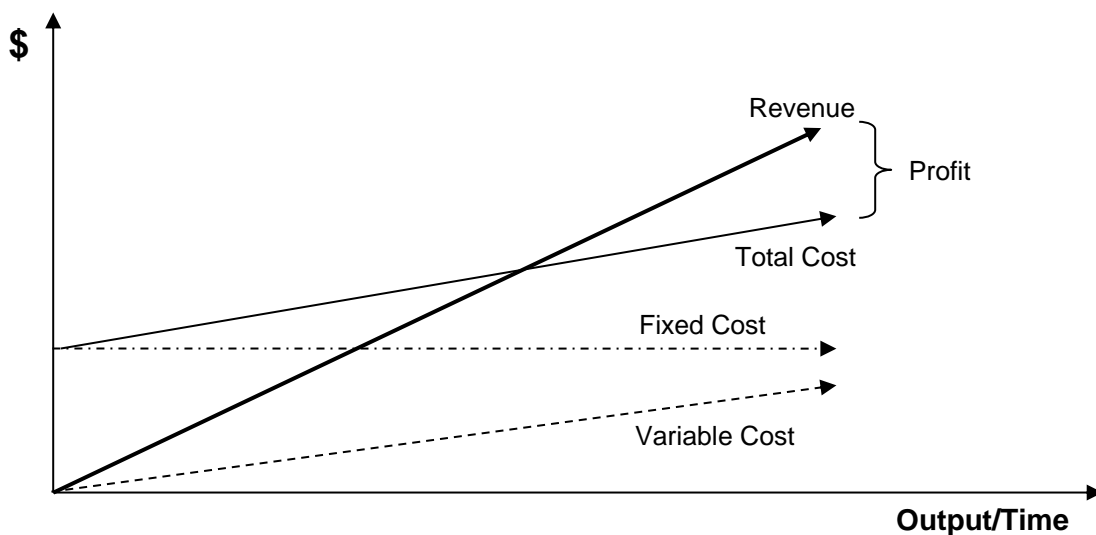 $
Revenue
Profit
Total Cost
Fixed Cost
Variable Cost
Output/Time